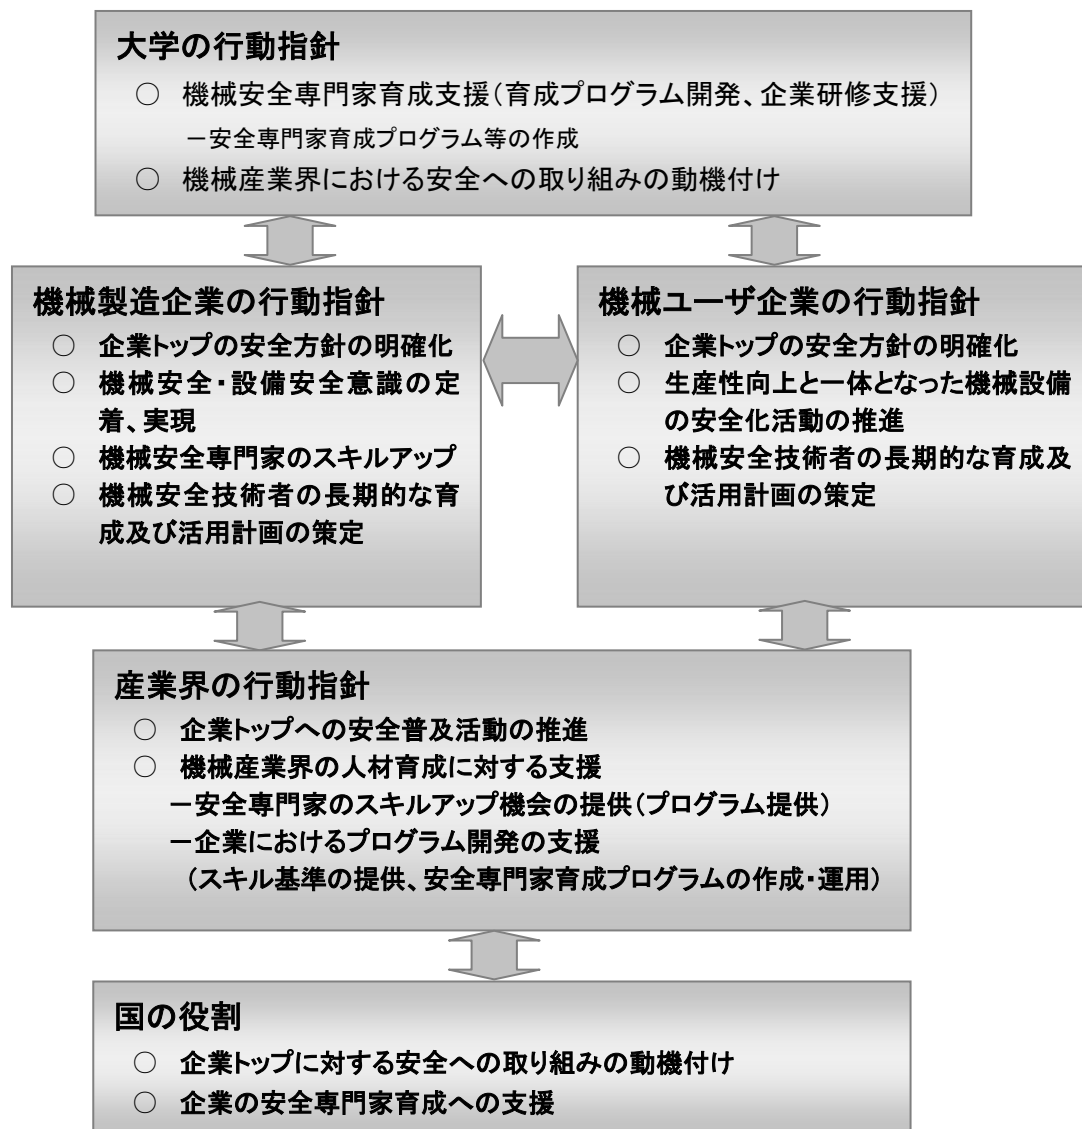 大学の行動指針
○ 機械安全専門家育成支援(育成プログラム開発、企業研修支援)
－安全専門家育成プログラム等の作成
○ 機械産業界における安全への取り組みの動機付け
機械製造企業の行動指針
○ 企業トップの安全方針の明確化
○ 機械安全・設備安全意識の定
着、実現
○ 機械安全専門家のスキルアップ
○ 機械安全技術者の長期的な育
成及び活用計画の策定
機械ユーザ企業の行動指針
○ 企業トップの安全方針の明確化
○ 生産性向上と一体となった機械設備
の安全化活動の推進
○ 機械安全技術者の長期的な育成及
び活用計画の策定
産業界の行動指針
○ 企業トップへの安全普及活動の推進
○ 機械産業界の人材育成に対する支援
－安全専門家のスキルアップ機会の提供(プログラム提供)
－企業におけるプログラム開発の支援
(スキル基準の提供、安全専門家育成プログラムの作成・運用)
国の役割
○ 企業トップに対する安全への取り組みの動機付け
○ 企業の安全専門家育成への支援